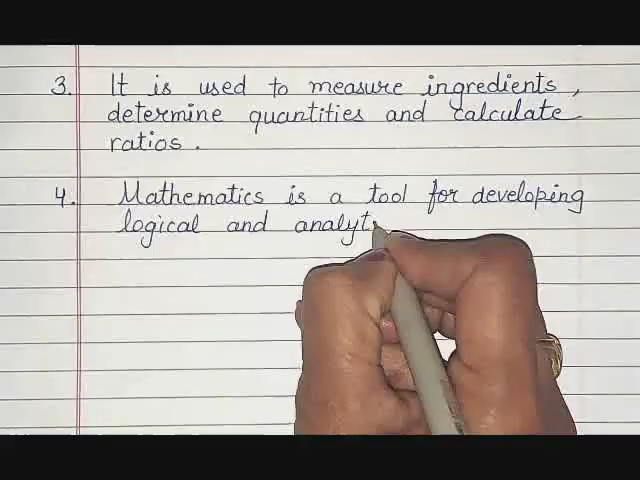 3. It is used to measure ingredients,
determine quantities and calculate
ratios.
4. Mathematics is a tool for developing
logical and analyt